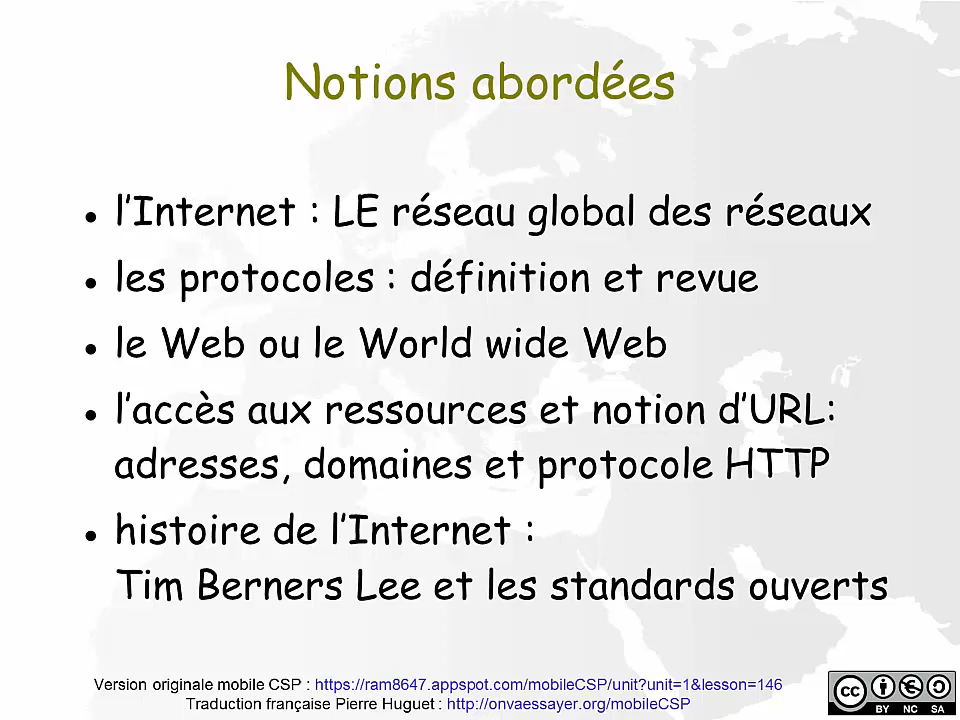 Notions abordées
• l’Internet : LE réseau global des réseaux
• les protocoles : définition et revue
• le Web ou le World wide Web
• l’accès aux ressources et notion d’URL:
adresses, domaines et protocole HTTP
• histoire de l’Internet :
Tim Berners Lee et les standards ouverts
Version originale mobile CSP : https://ram8647.appspot.com/mobileCSP/unit?unit=1&lesson=146
Traduction française Pierre Huguet : http://onvaessayer.org/mobileCSP
cc
BY NC SA